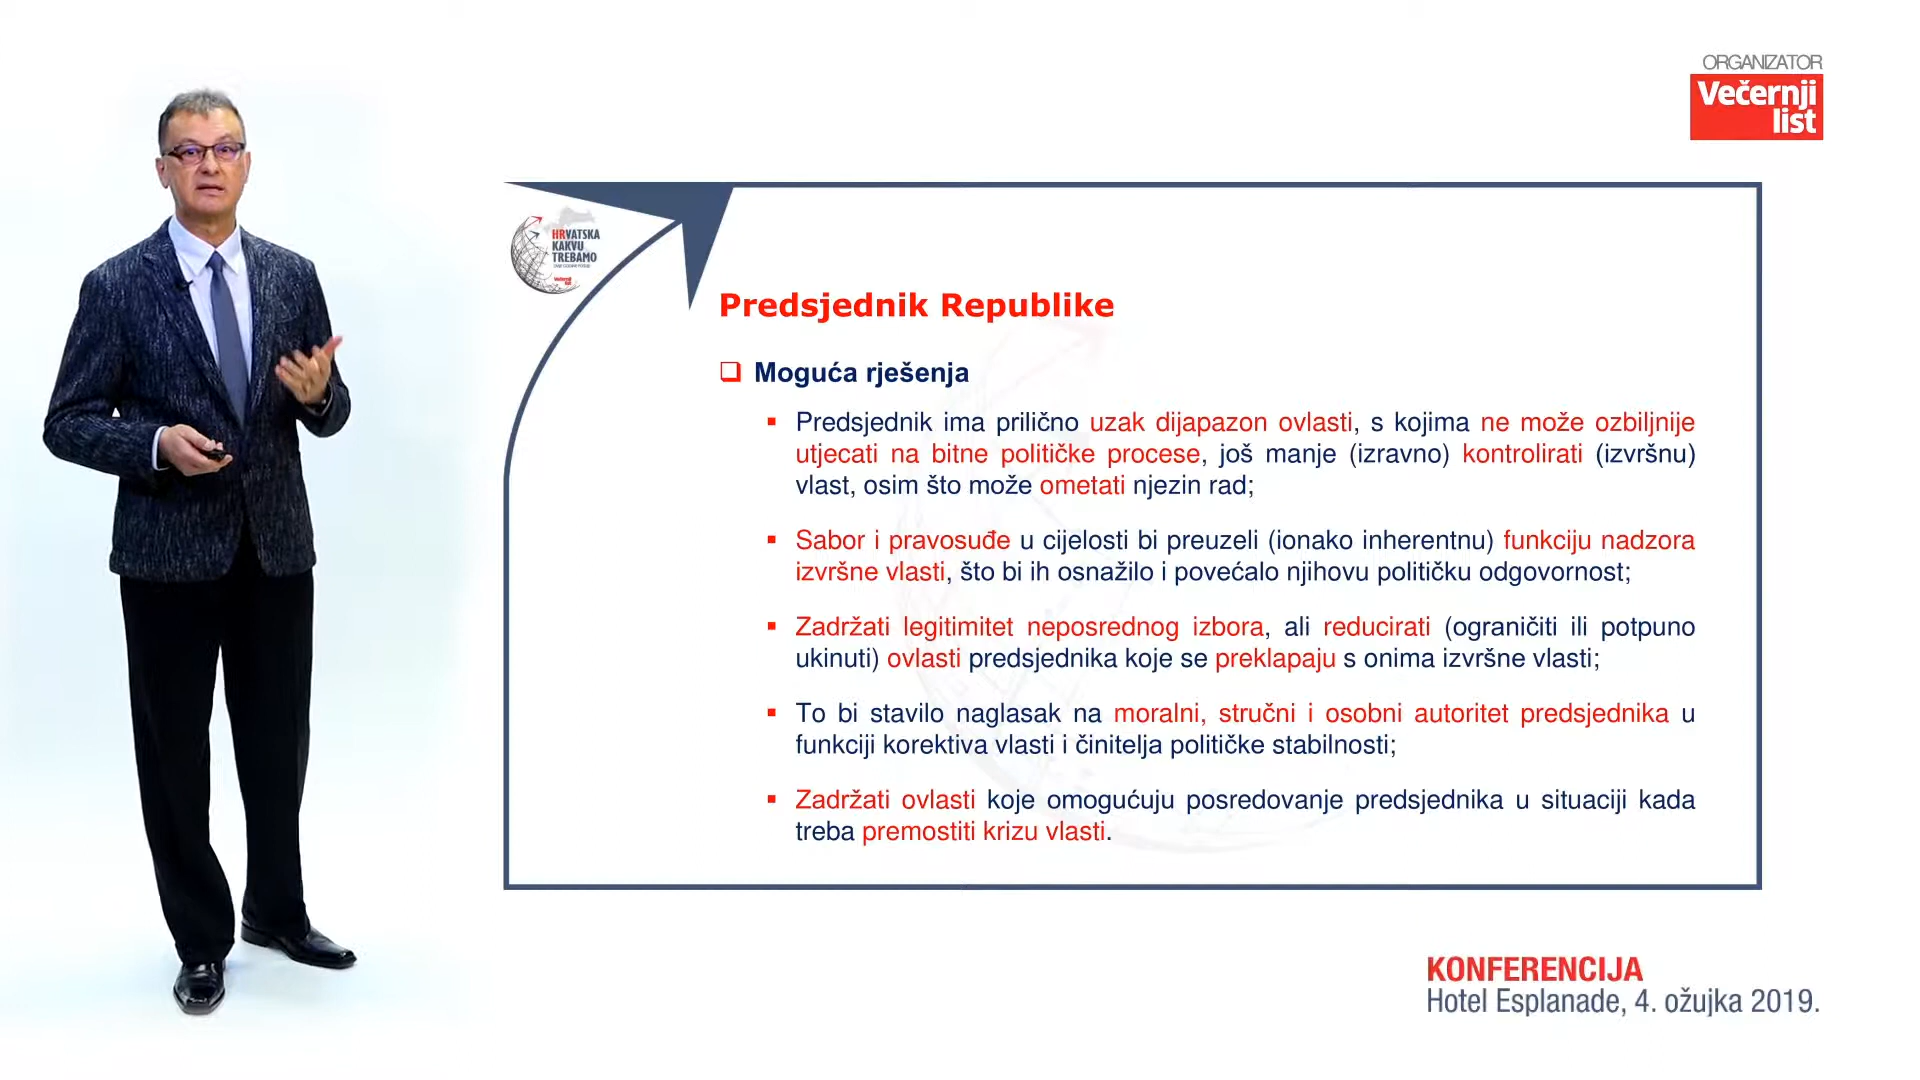 ORGANIZATOR
Večernji
list
HRVATSKA
KAKVU
TREBAMO
Večernji
list
Predsjednik Republike
Moguća rješenja
Predsjednik ima prilično uzak dijapazon ovlasti, s kojima ne može ozbiljnije
utjecati na bitne političke procese, još manje (izravno) kontrolirati (izvršnu)
vlast, osim što može ometati njezin rad;
Sabor i pravosuđe u cijelosti bi preuzeli (ionako inherentnu) funkciju nadzora
izvršne vlasti, što bi ih osnažilo i povećalo njihovu političku odgovornost;
Zadržati legitimitet neposrednog izbora, ali reducirati (ograničiti ili potpuno
ukinuti) ovlasti predsjednika koje se preklapaju s onima izvršne vlasti;
To bi stavilo naglasak na moralni, stručni i osobni autoritet predsjednika u
funkciji korektiva vlasti i činitelja političke stabilnosti;
Zadržati ovlasti koje omogućuju posredovanje predsjednika u situaciji kada
treba premostiti krizu vlasti.
KONFERENCIJA
Hotel Esplanade, 4. ožujka 2019.